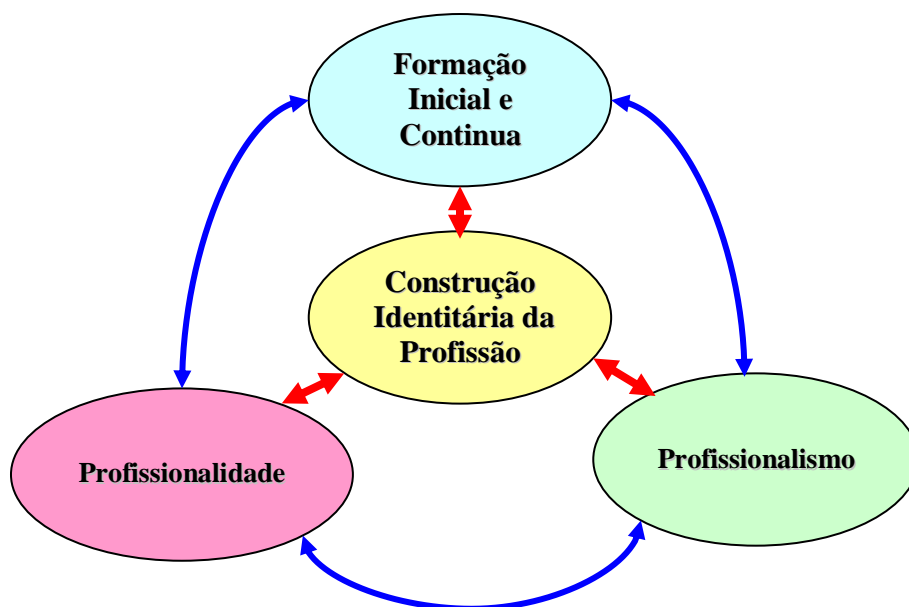 Formação
Inicial e
Continua
Construção
Identitária da
Profissão
Profissionalidade
Profissionalismo